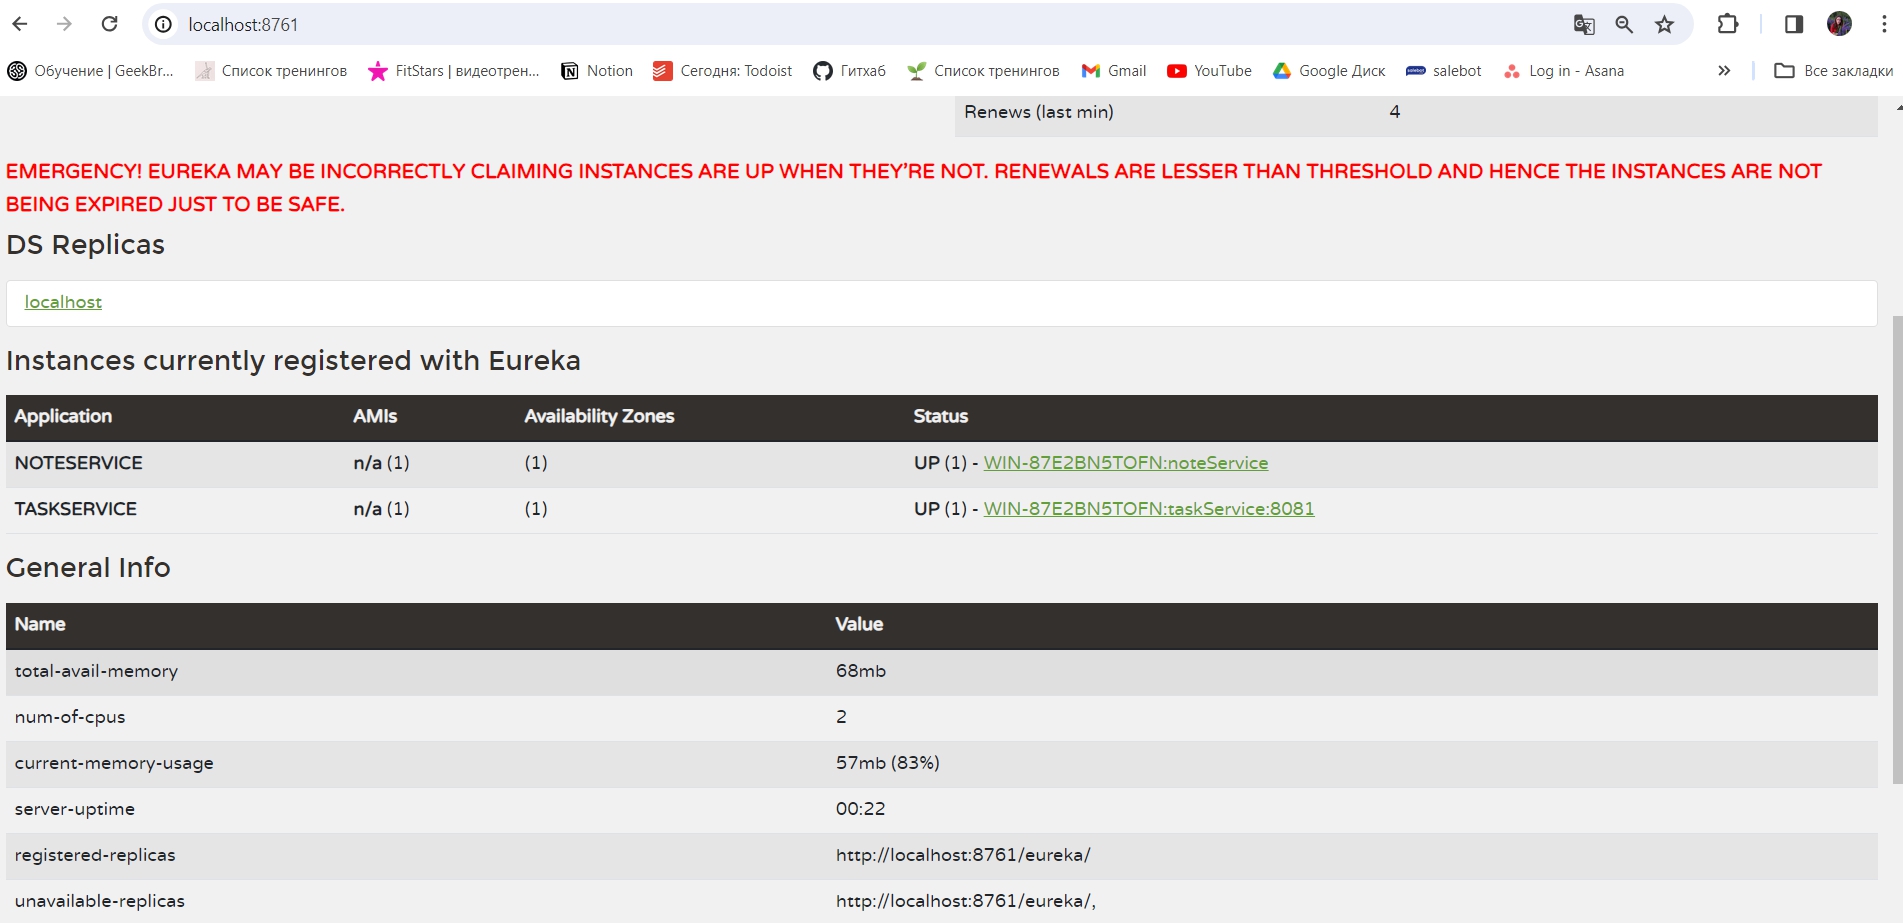 localhost:8761
Обучение | GeekBr... Список тренингов FitStars | видеотрен... Notion Сегодня: Todoist Гитхаб Список тренингов Gmail YouTube Google Диск salebot Log in - Asana » Все закладки
Renews (last min) 4
EMERGENCY! EUREKA MAY BE INCORRECTLY CLAIMING INSTANCES ARE UP WHEN THEY'RE NOT. RENEWALS ARE LESSER THAN THRESHOLD AND HENCE THE INSTANCES ARE NOT
BEING EXPIRED JUST TO BE SAFE.
DS Replicas
localhost
Instances currently registered with Eureka
Application AMIs Availability Zones Status
NOTESERVICE n/a (1) (1) UP (1) - WIN-87E2BN5TOFN:noteService
TASKSERVICE n/a (1) (1) UP (1) - WIN-87E2BN5TOFN:taskService:8081
General Info
Name Value
total-avail-memory 68mb
num-of-cpus 2
current-memory-usage 57mb (83%)
server-uptime 00:22
registered-replicas http://localhost:8761/eureka/
unavailable-replicas http://localhost:8761/eureka/,